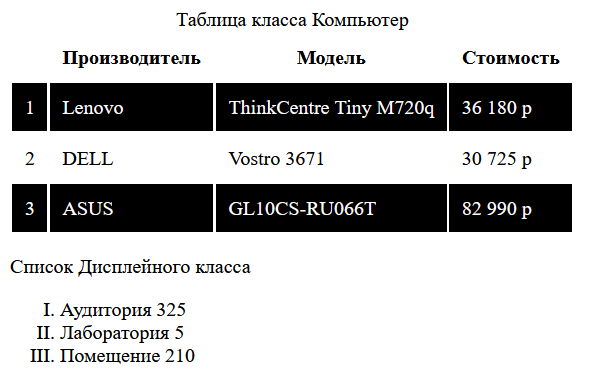 Таблица класса Компьютер
Производитель Модель Стоимость
1 Lenovo ThinkCentre Tiny M720q 36 180 р
2 DELL Vostro 3671 30 725 р
3 ASUS GL10CS-RU066T 82 990 р
Список Дисплейного класса
I. Аудитория 325
II. Лаборатория 5
III. Помещение 210